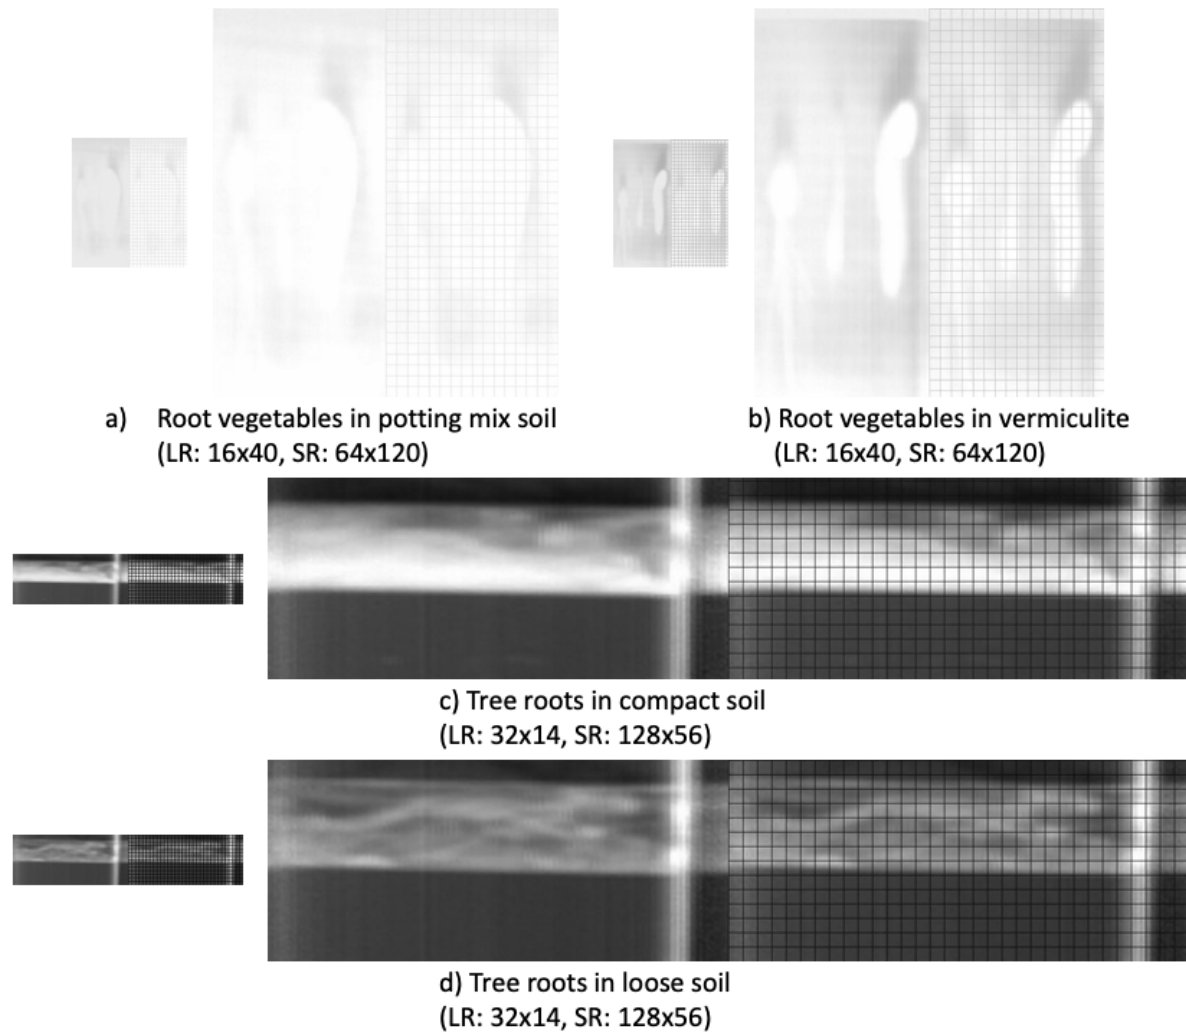 a) Root vegetables in potting mix soil
(LR: 16x40, SR: 64x120)
b) Root vegetables in vermiculite
(LR: 16x40, SR: 64x120)
c) Tree roots in compact soil
(LR: 32x14, SR: 128x56)
d) Tree roots in loose soil
(LR: 32x14, SR: 128x56)